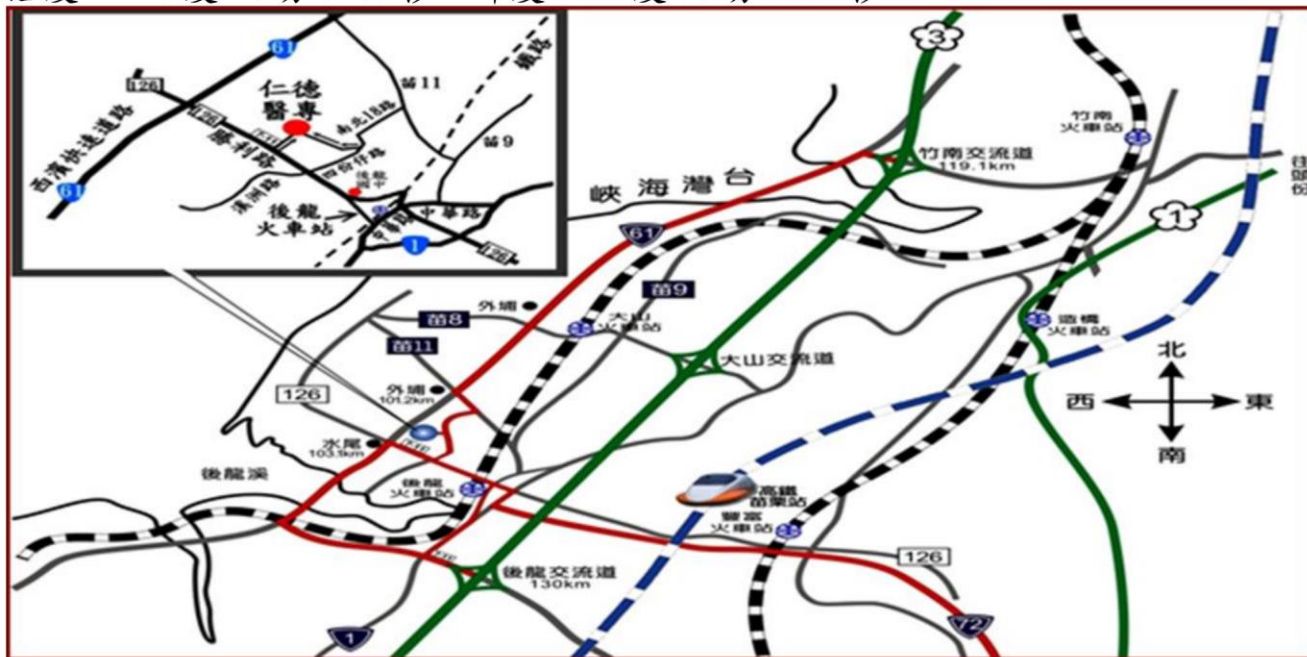 61
3
126
仁德
醫專
苗11
鐵路
126
南北18路
苗9
西濱快速道路
勝利路
四份仔路
後龍
國中
61
溪洲路
後龍
火車站
中華路
中華路
1
126
竹南
火車站
竹南交流道
119.1km
往
頭
份
台灣海峽
61
1
苗9
外埔
苗8
大山
火車站
造橋
火車站
苗11
大山交流道
外埔
101.2km
126
北
西
東
南
水尾
103.1km
後龍溪
後龍
火車站
高鐵
苗栗站
豐富
火車站
126
後龍交流道
130km
72
1